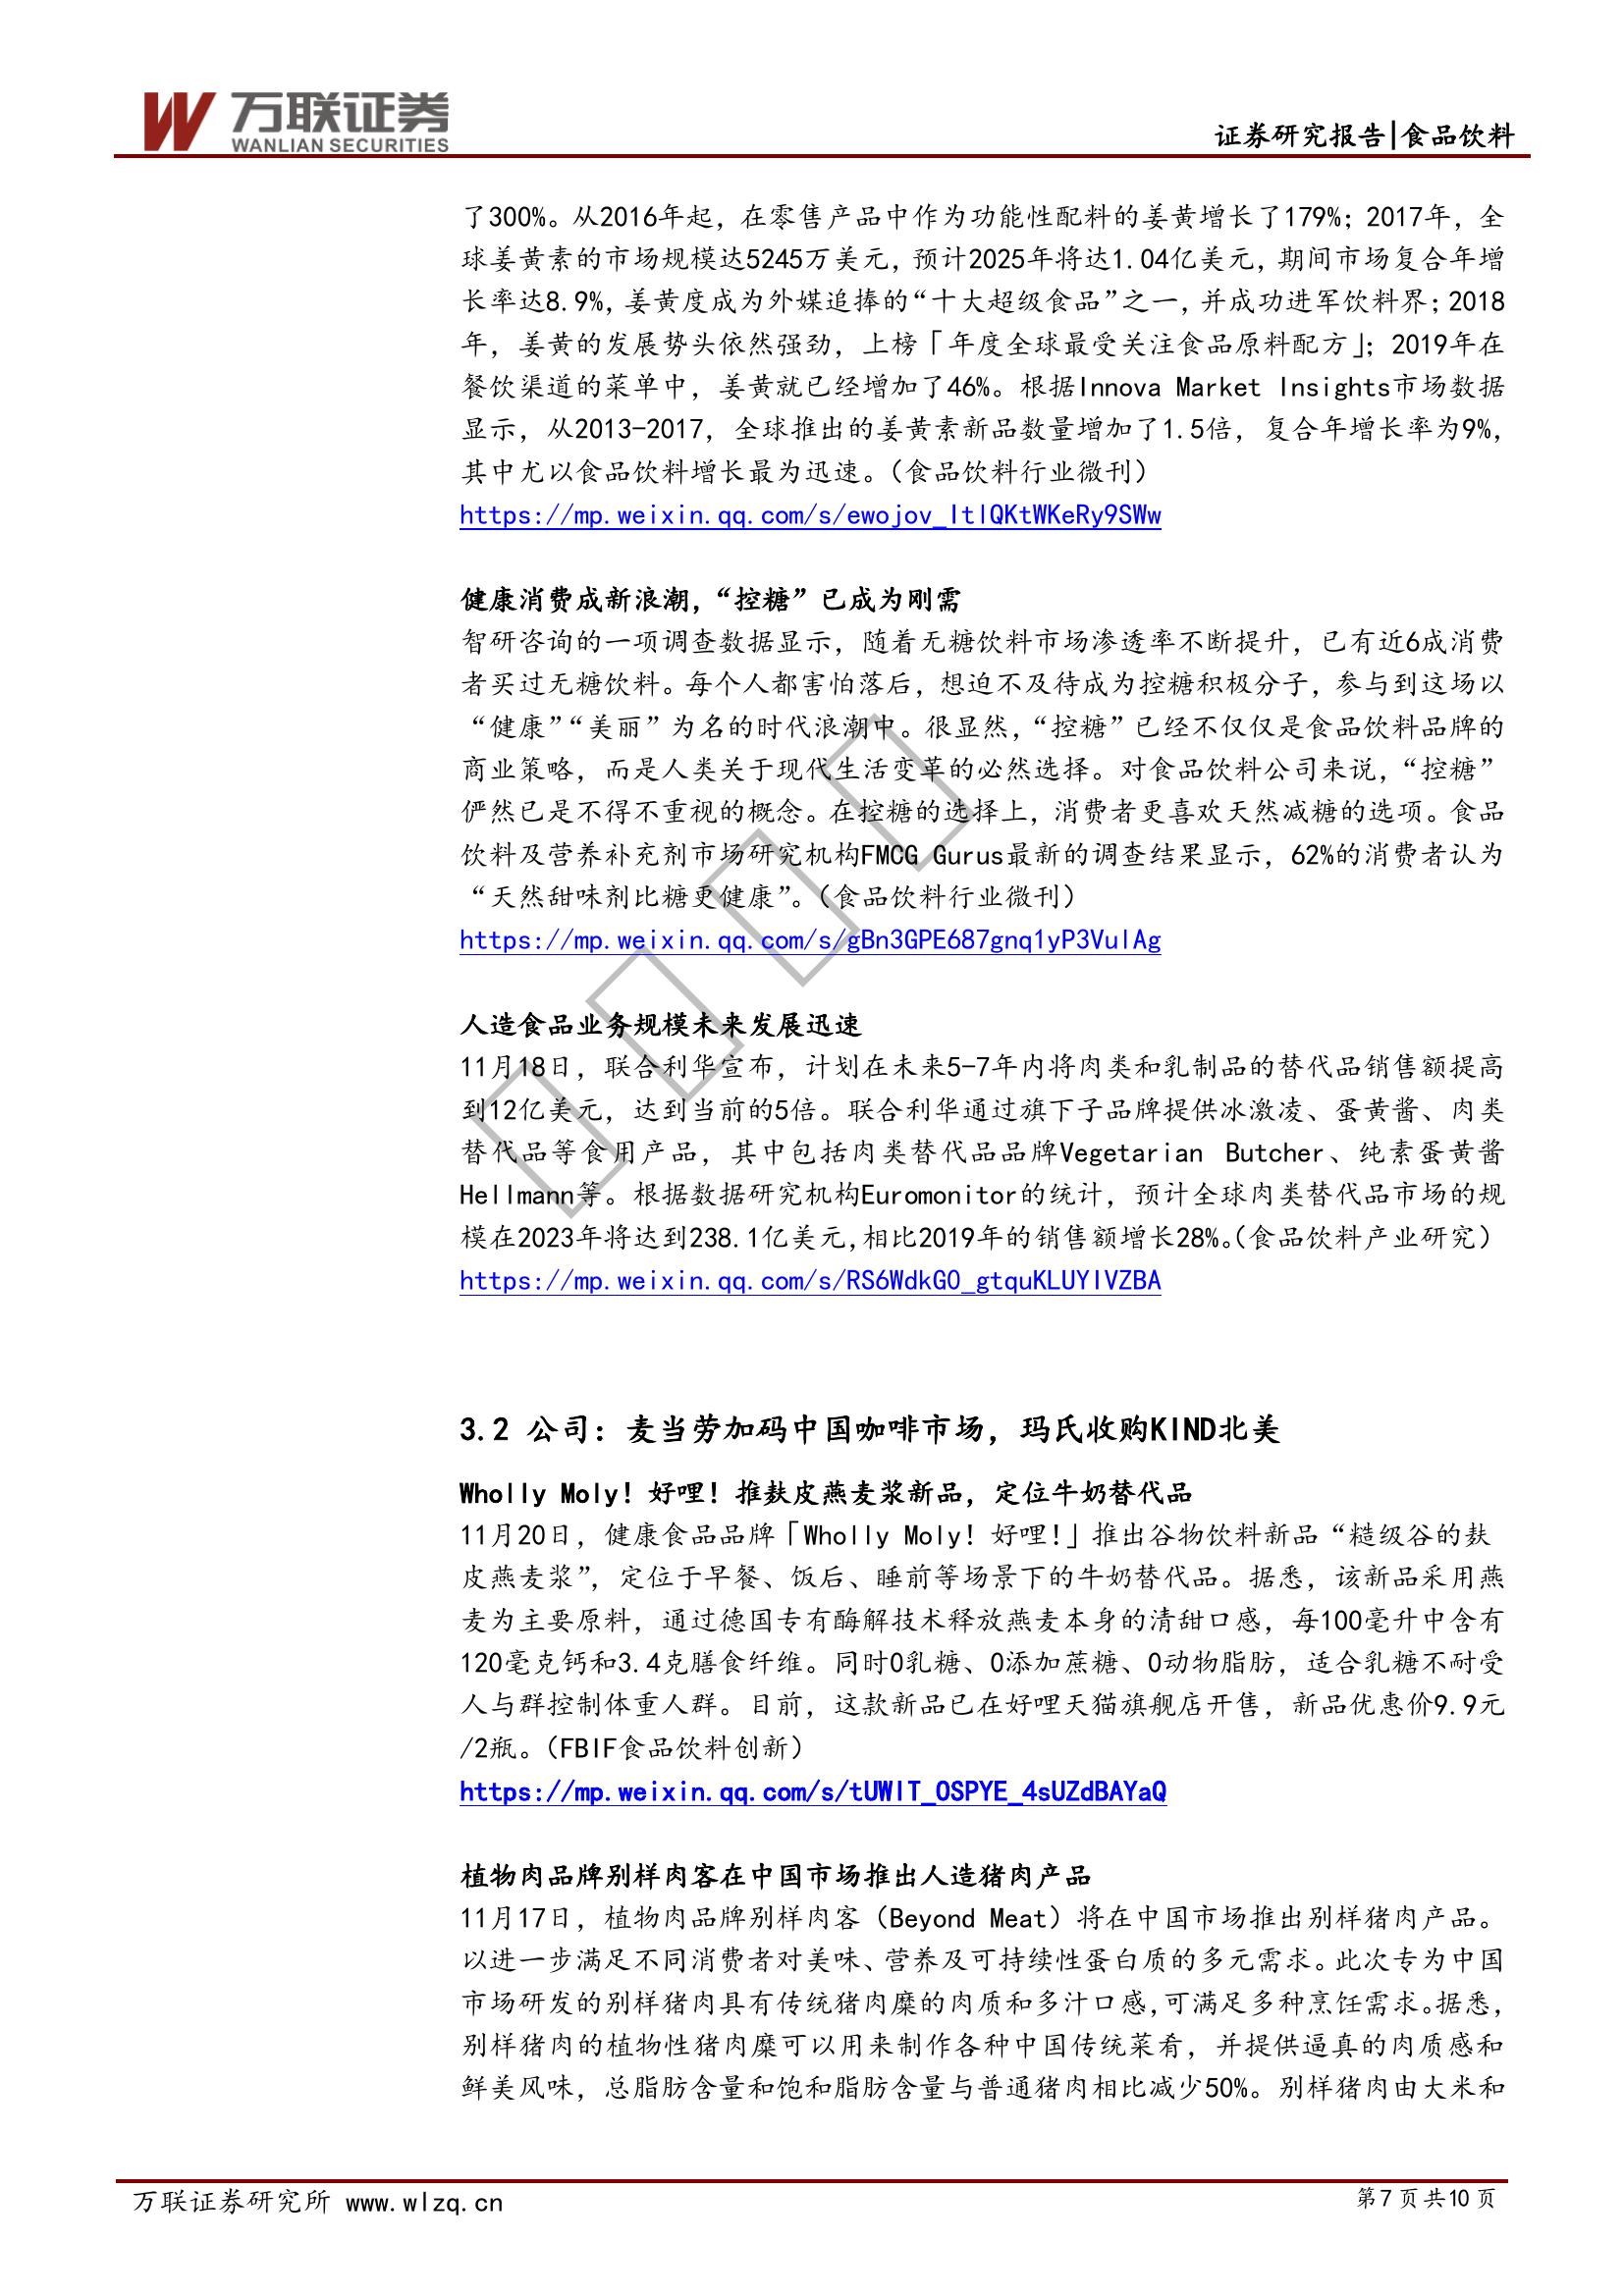 万联证券
WANLIAN SECURITIES
证券研究报告|食品饮料
了300%。从2016年起，在零售产品中作为功能性配料的姜黄增长了179%；2017年，全
球姜黄素的市场规模达5245万美元，预计2025年将达1.04亿美元，期间市场复合年增
长率达8.9%，姜黄度成为外媒追捧的“十大超级食品”之一，并成功进军饮料界；2018
年，姜黄的发展势头依然强劲，上榜「年度全球最受关注食品原料配方」；2019年在
餐饮渠道的菜单中，姜黄就已经增加了46%。根据Innova Market Insights市场数据
显示，从2013-2017，全球推出的姜黄素新品数量增加了1.5倍，复合年增长率为9%，
其中尤以食品饮料增长最为迅速。（食品饮料行业微刊）
https://mp.weixin.qq.com/s/ewojov_ItlQKtWKeRy9SWw
健康消费成新浪潮，“控糖”已成为刚需
智研咨询的一项调查数据显示，随着无糖饮料市场渗透率不断提升，已有近6成消费
者买过无糖饮料。每个人都害怕落后，想迫不及待成为控糖积极分子，参与到这场以
“健康”“美丽”为名的时代浪潮中。很显然，“控糖”已经不仅仅是食品饮料品牌的
商业策略，而是人类关于现代生活变革的必然选择。对食品饮料公司来说，“控糖”
俨然已是不得不重视的概念。在控糖的选择上，消费者更喜欢天然减糖的选项。食品
饮料及营养补充剂市场研究机构FMCG Gurus最新的调查结果显示，62%的消费者认为
“天然甜味剂比糖更健康”。（食品饮料行业微刊）
https://mp.weixin.qq.com/s/gBn3GPE687gnq1yP3VulAg
人造食品业务规模未来发展迅速
11月18日，联合利华宣布，计划在未来5-7年内将肉类和乳制品的替代品销售额提高
到12亿美元，达到当前的5倍。联合利华通过旗下子品牌提供冰激凌、蛋黄酱、肉类
替代品等食用产品，其中包括肉类替代品品牌Vegetarian Butcher、纯素蛋黄酱
Hellmann等。根据数据研究机构Euromonitor的统计，预计全球肉类替代品市场的规
模在2023年将达到238.1亿美元,相比2019年的销售额增长28%。（食品饮料产业研究）
https://mp.weixin.qq.com/s/RS6WdkG0_gtquKLUYIVZBA
3.2 公司：麦当劳加码中国咖啡市场，玛氏收购KIND北美
Wholly Moly！好哩！推麸皮燕麦浆新品，定位牛奶替代品
11月20日，健康食品品牌「Wholly Moly！好哩！」推出谷物饮料新品“糙级谷的麸
皮燕麦浆”，定位于早餐、饭后、睡前等场景下的牛奶替代品。据悉，该新品采用燕
麦为主要原料，通过德国专有酶解技术释放燕麦本身的清甜口感，每100毫升中含有
120毫克钙和3.4克膳食纤维。同时0乳糖、0添加蔗糖、0动物脂肪，适合乳糖不耐受
人与群控制体重人群。目前，这款新品已在好哩天猫旗舰店开售，新品优惠价9.9元
/2瓶。（FBIF食品饮料创新）
https://mp.weixin.qq.com/s/tUWIT_OSPYE_4sUZdBAYaQ
植物肉品牌别样肉客在中国市场推出人造猪肉产品
11月17日，植物肉品牌别样肉客（Beyond Meat）将在中国市场推出别样猪肉产品。
以进一步满足不同消费者对美味、营养及可持续性蛋白质的多元需求。此次专为中国
市场研发的别样猪肉具有传统猪肉糜的肉质和多汁口感,可满足多种烹饪需求。据悉，
别样猪肉的植物性猪肉糜可以用来制作各种中国传统菜肴，并提供逼真的肉质感和
鲜美风味，总脂肪含量和饱和脂肪含量与普通猪肉相比减少50%。别样猪肉由大米和
万联证券研究所 www.wlzq.cn
第7页共10页